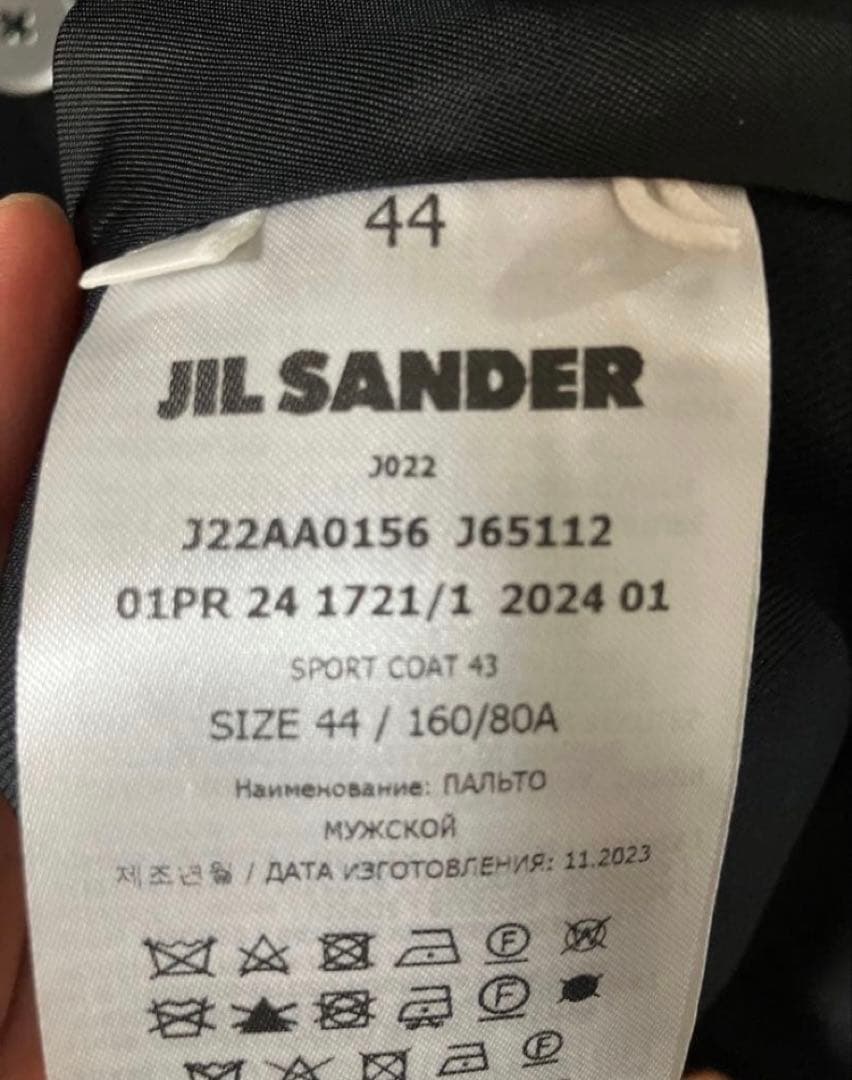 44
JIL SANDER
J022
J22AA0156 J65112
01PR 24 1721/1 2024 01
SPORT COAT 43
SIZE 44 / 160/80A
Наименование: ПАЛЬТО
МУЖСКОЙ
제조년월 / ДАТА ИЗГОТОВЛЕНИЯ: 11.2023
F W
F
F